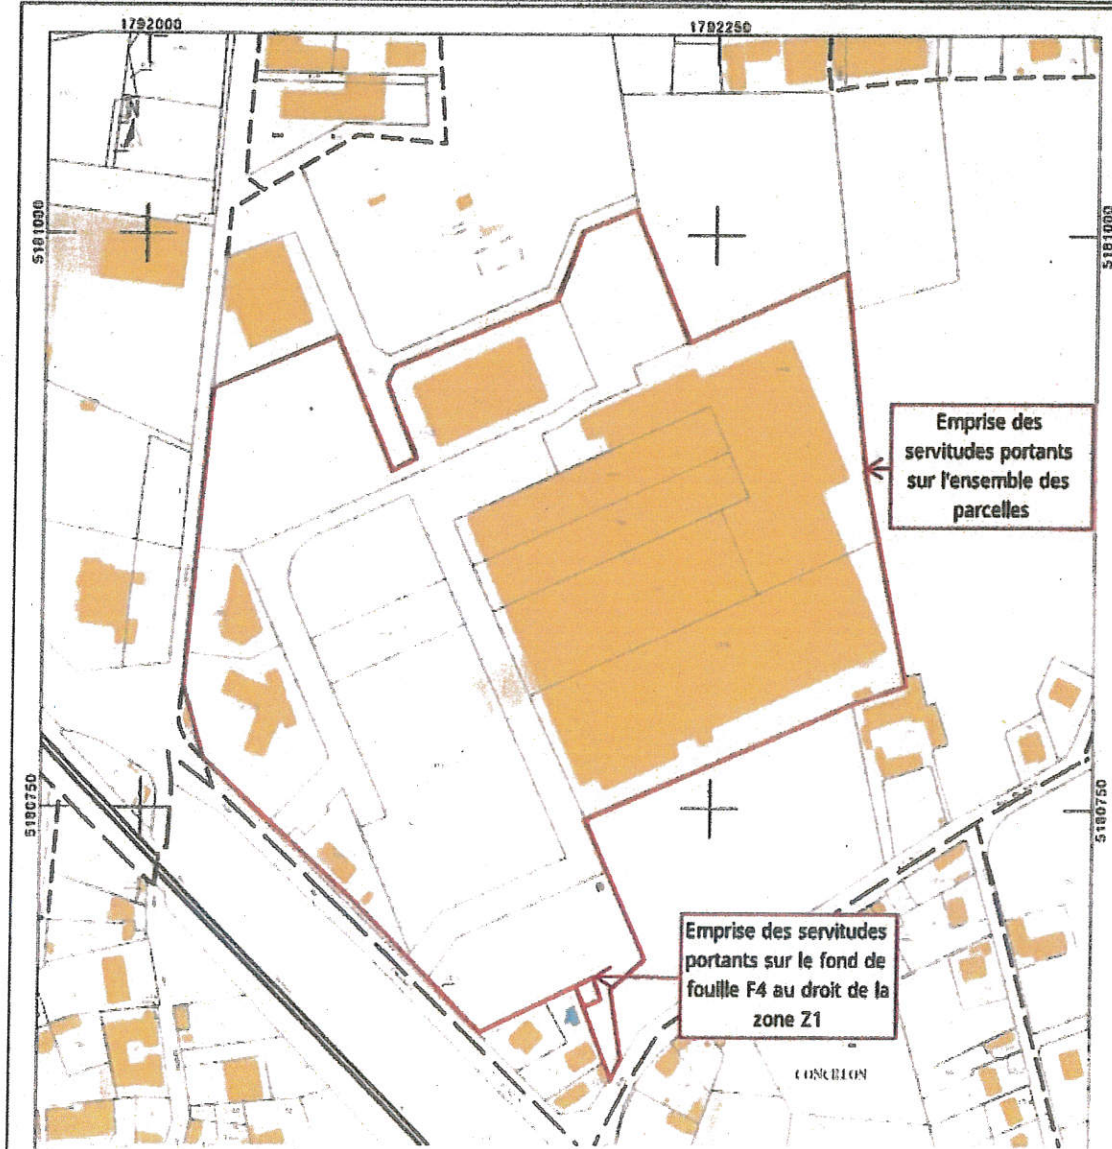 1792000
1792250
5181000
5181000
Emprise des
servitudes portants
sur l'ensemble des
parcelles
5180750
5180750
Emprise des servitudes
portants sur le fond de
fouille F4 au droit de la
zone Z1